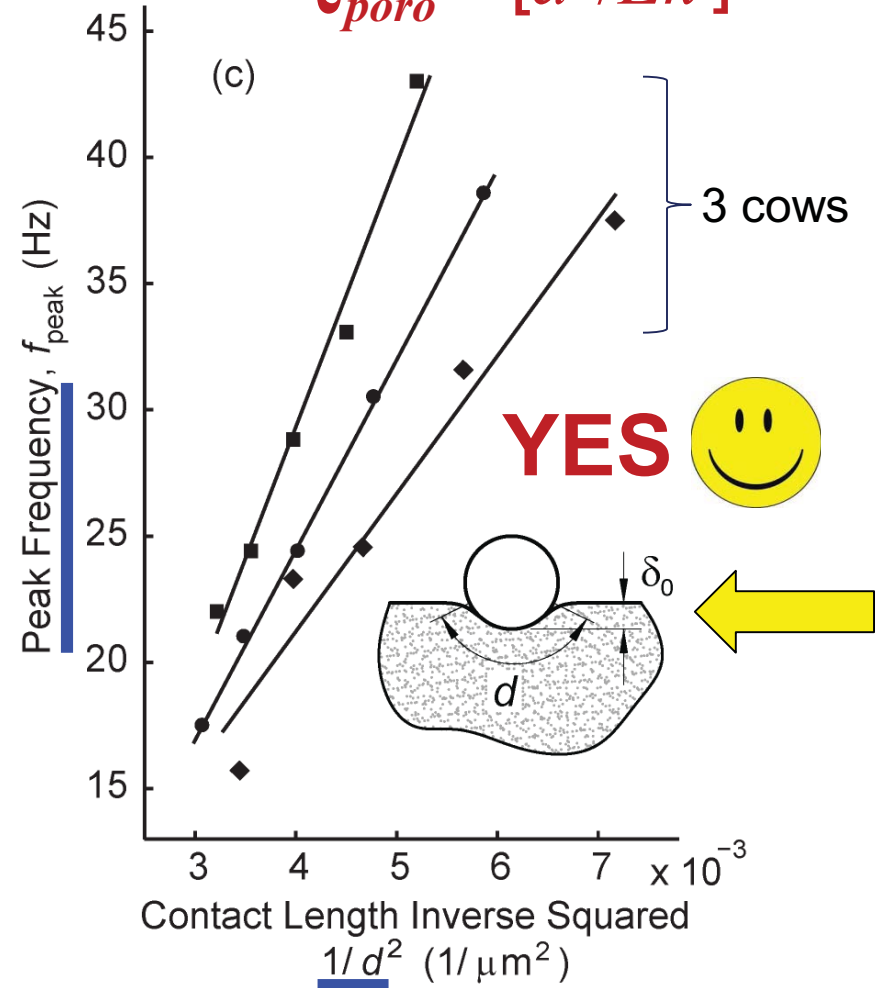 45
(c)
40
3 cows
35
30
YES
25
δ₀
20
d
15
3 4 5 6 7 x 10⁻³
Peak Frequency, f_peak (Hz)
Contact Length Inverse Squared
1/d² (1/μm²)